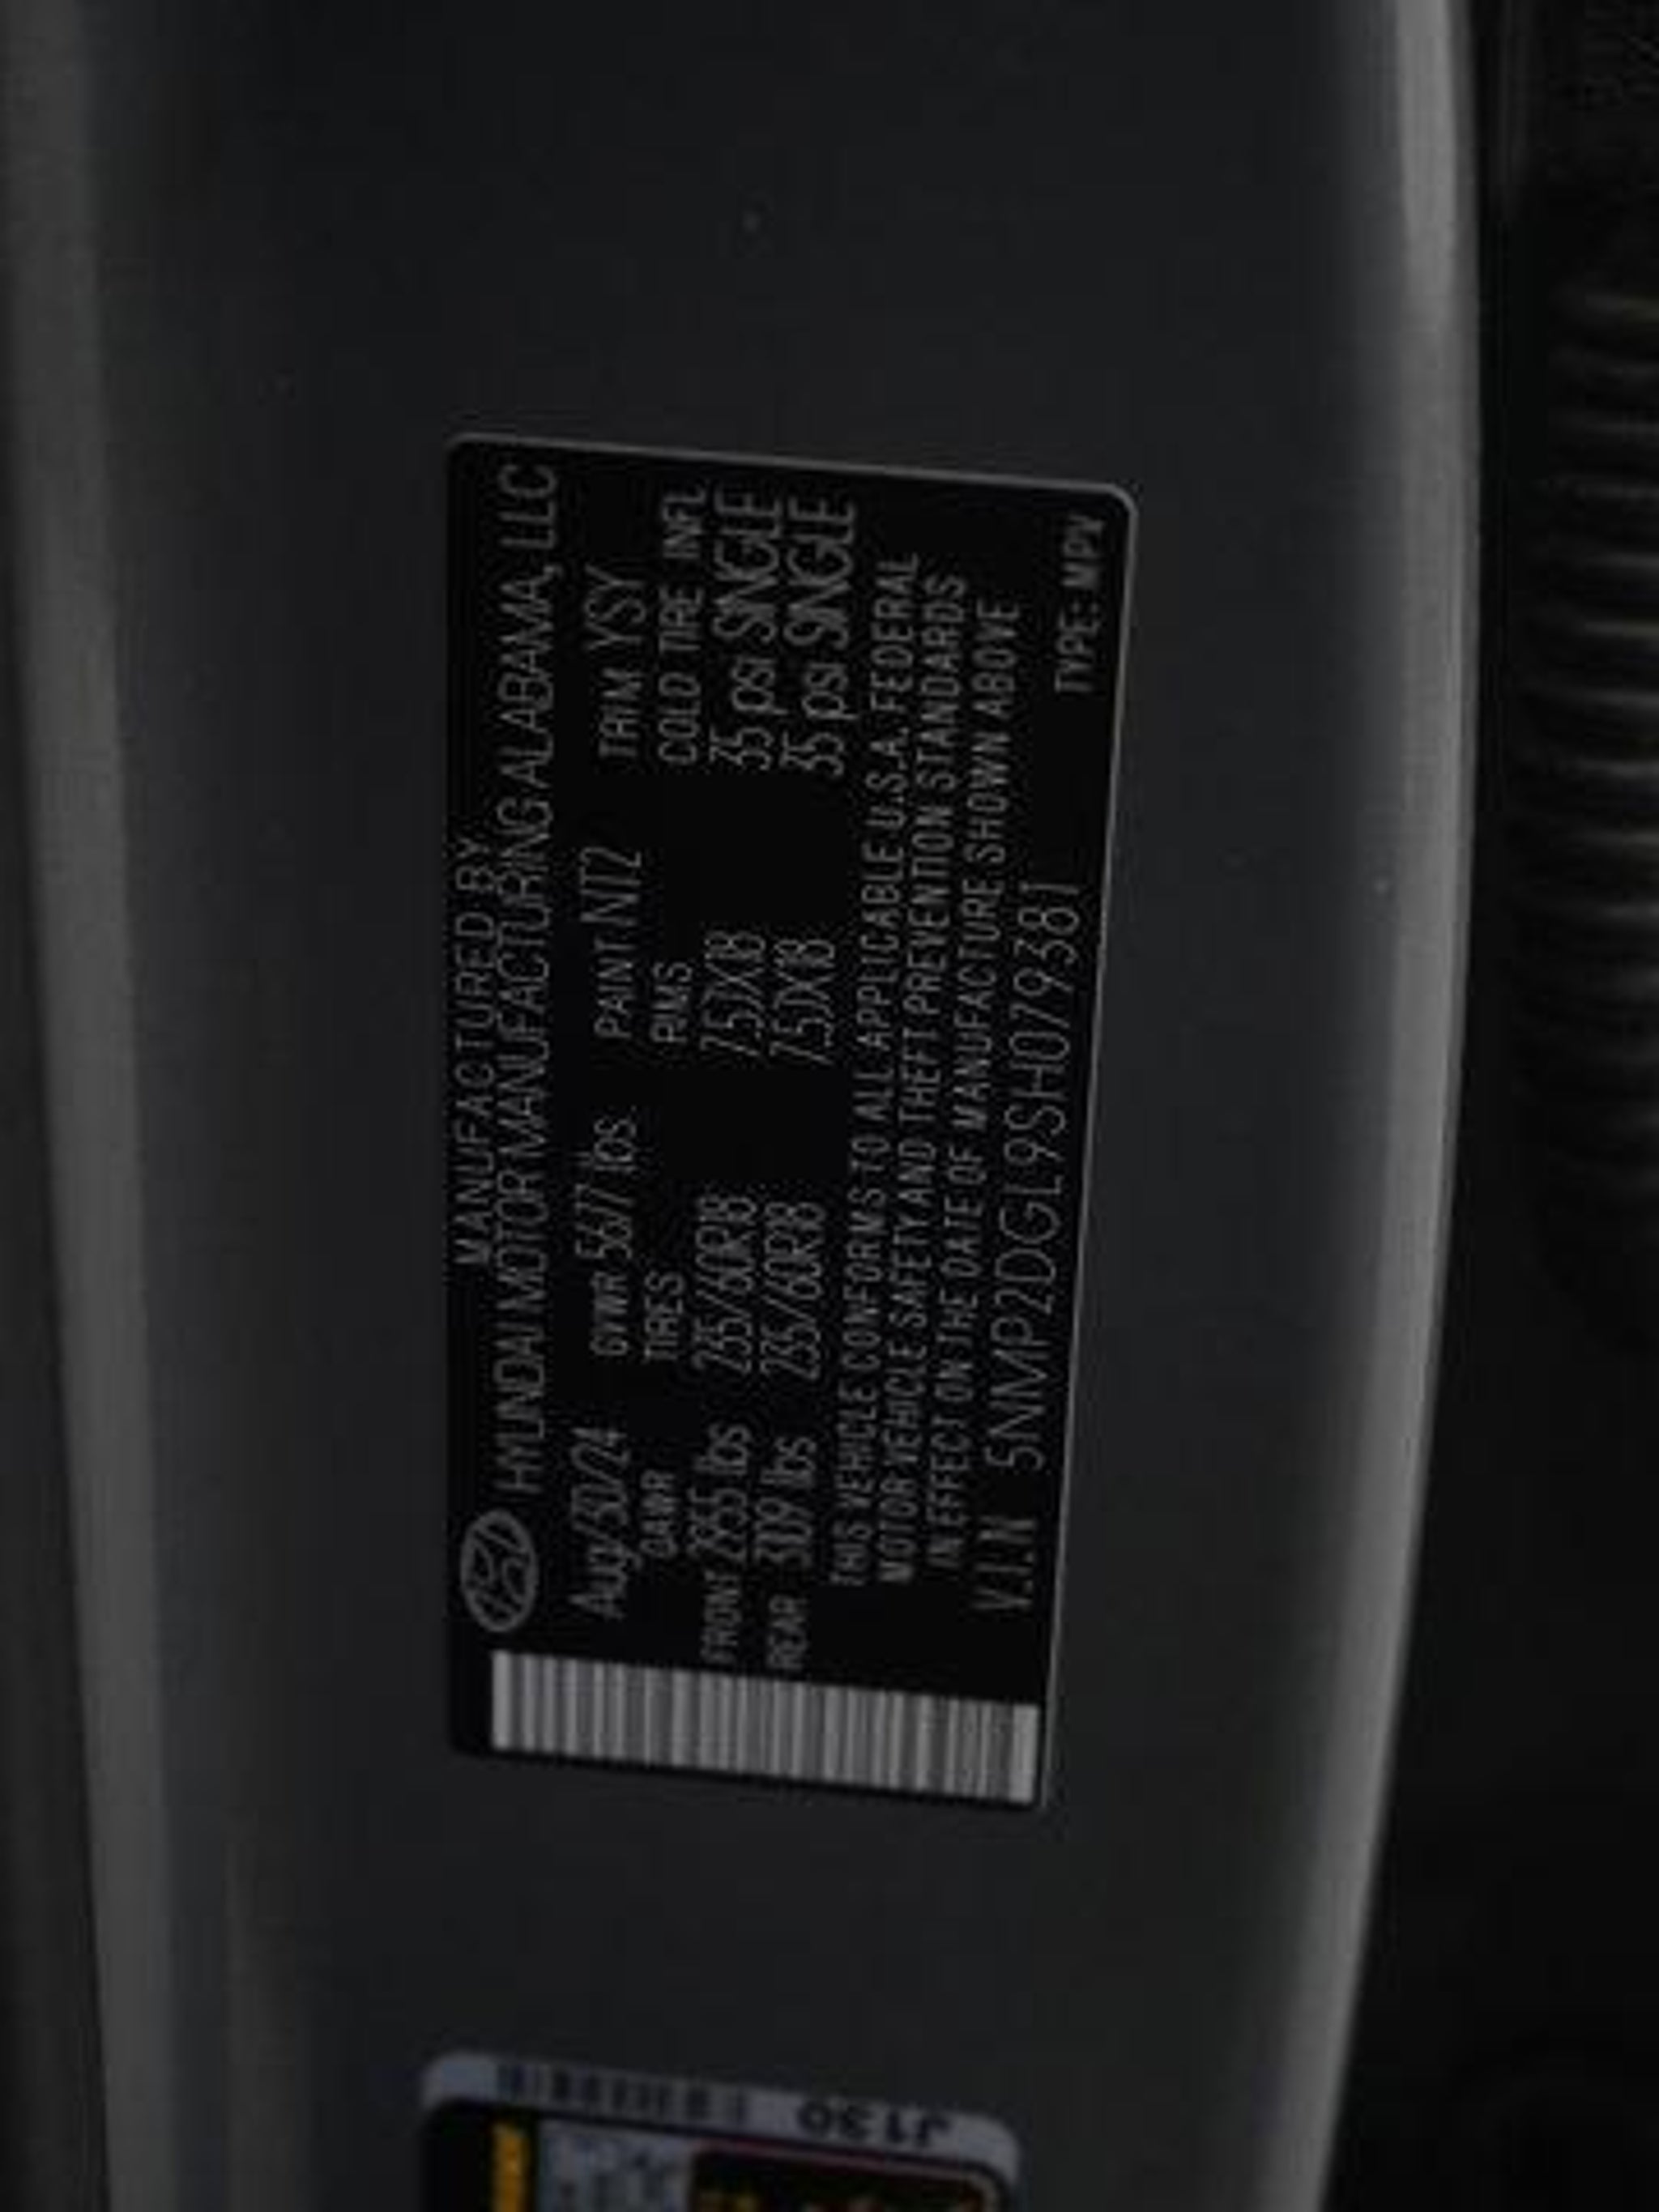 MANUFACTURED BY
HYUNDAI MOTOR MANUFACTURING ALABAMA, LLC
Aug/30/24 GVWR 5677 lbs. PAINT NT2 TRIM YSY
GAWR TIRES RIMS COLD TIRE INFL
FRONT 2855 lbs 235/60R18 7.5JX18 35 psi SINGLE
REAR 3109 lbs 235/60R18 7.5JX18 35 psi SINGLE
THIS VEHICLE CONFORMS TO ALL APPLICABLE U.S.A. FEDERAL
MOTOR VEHICLE SAFETY AND THEFT PREVENTION STANDARDS
IN EFFECT ON THE DATE OF MANUFACTURE SHOWN ABOVE
V.I.N 5NMP2DGL9SH079381
TYPE: MPV
J130